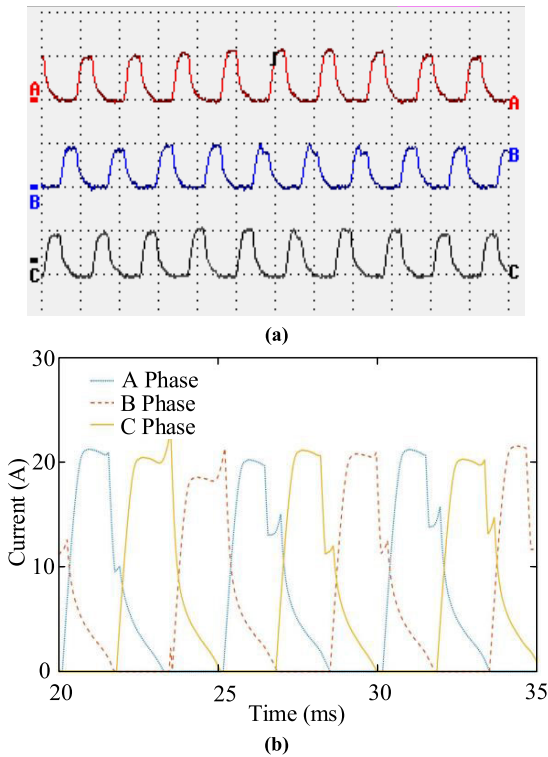 A
A
B
B
C
C
(a)
30
A Phase
B Phase
C Phase
20
Current (A)
10
0
20
25
30
35
Time (ms)
(b)